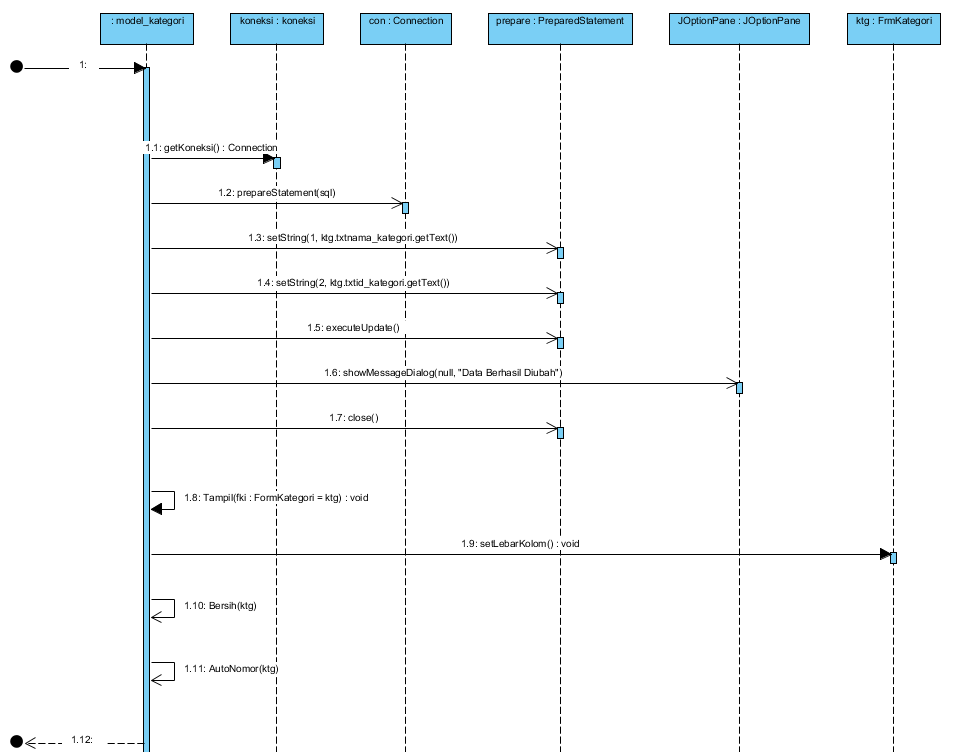 : model_kategori
koneksi : koneksi
con : Connection
prepare : PreparedStatement
JOptionPane : JOptionPane
ktg : FrmKategori
1:
1.1: getKoneksi() : Connection
1.2: prepareStatement(sql)
1.3: setString(1, ktg.txtnama_kategori.getText())
1.4: setString(2, ktg.txtid_kategori.getText())
1.5: executeUpdate()
1.6: showMessageDialog(null, "Data Berhasil Diubah")
1.7: close()
1.8: Tampil(fki : FormKategori = ktg) : void
1.9: setLebarKolom() : void
1.10: Bersih(ktg)
1.11: AutoNomor(ktg)
1.12: